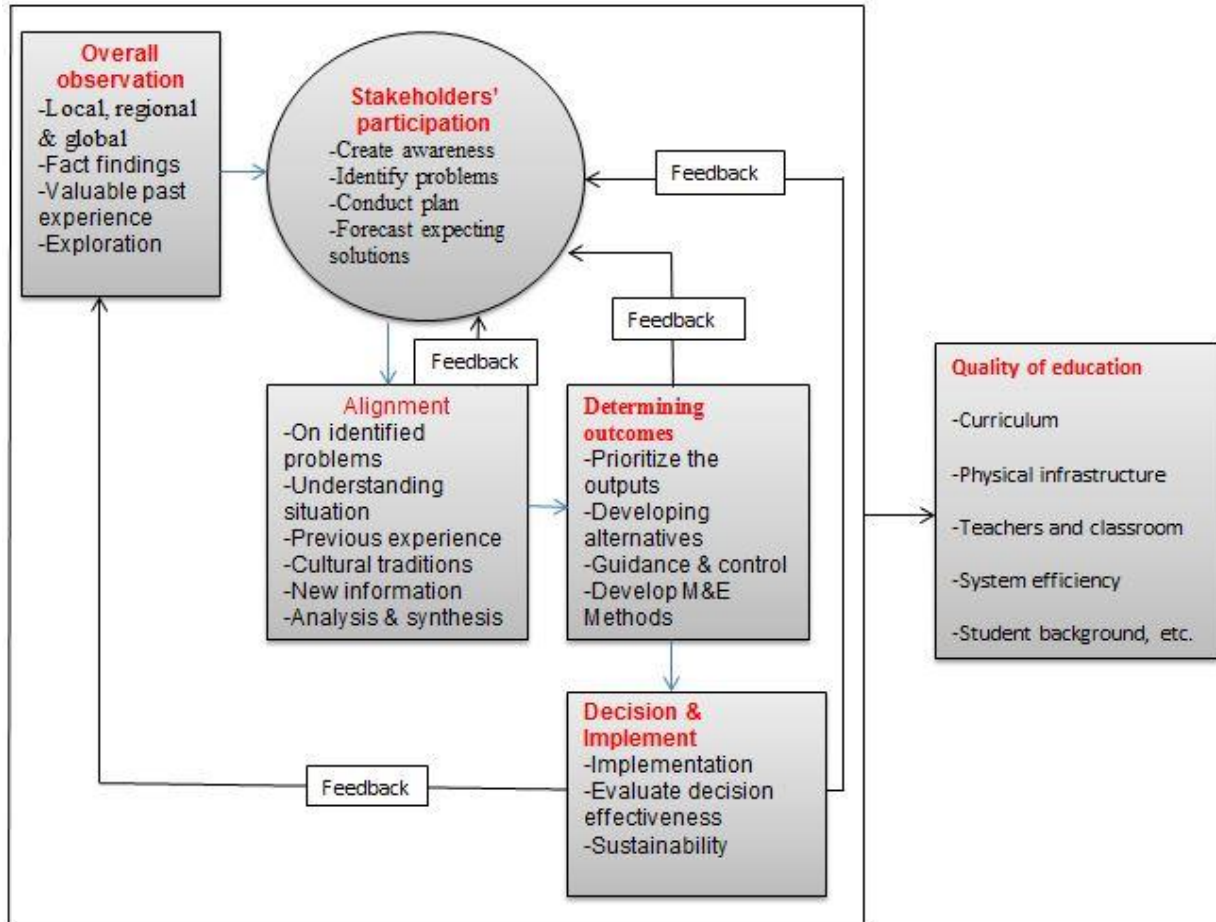 Overall
observation
-Local, regional
& global
-Fact findings
-Valuable past
experience
-Exploration
Stakeholders’
participation
-Create awareness
-Identify problems
-Conduct plan
-Forecast expecting
solutions
Feedback
Feedback
Feedback
Alignment
-On identified
problems
-Understanding
situation
-Previous experience
-Cultural traditions
-New information
-Analysis & synthesis
Determining
outcomes
-Prioritize the
outputs
-Developing
alternatives
-Guidance & control
-Develop M&E
Methods
Decision &
Implement
-Implementation
-Evaluate decision
effectiveness
-Sustainability
Feedback
Quality of education
-Curriculum
-Physical infrastructure
-Teachers and classroom
-System efficiency
-Student background, etc.